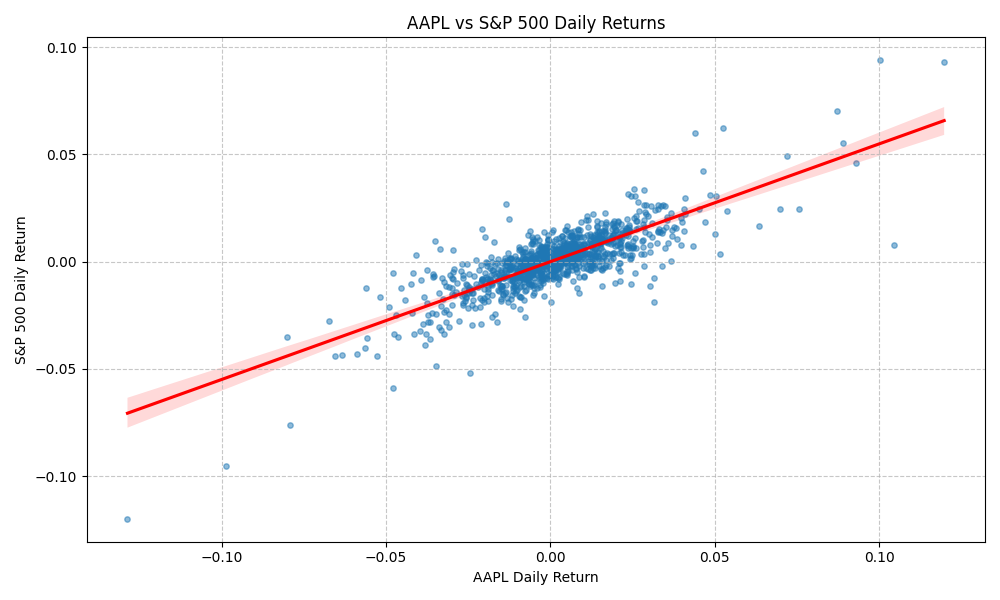 AAPL vs S&P 500 Daily Returns
0.10
0.05
0.00
−0.05
−0.10
S&P 500 Daily Return
−0.10 −0.05 0.00 0.05 0.10
AAPL Daily Return